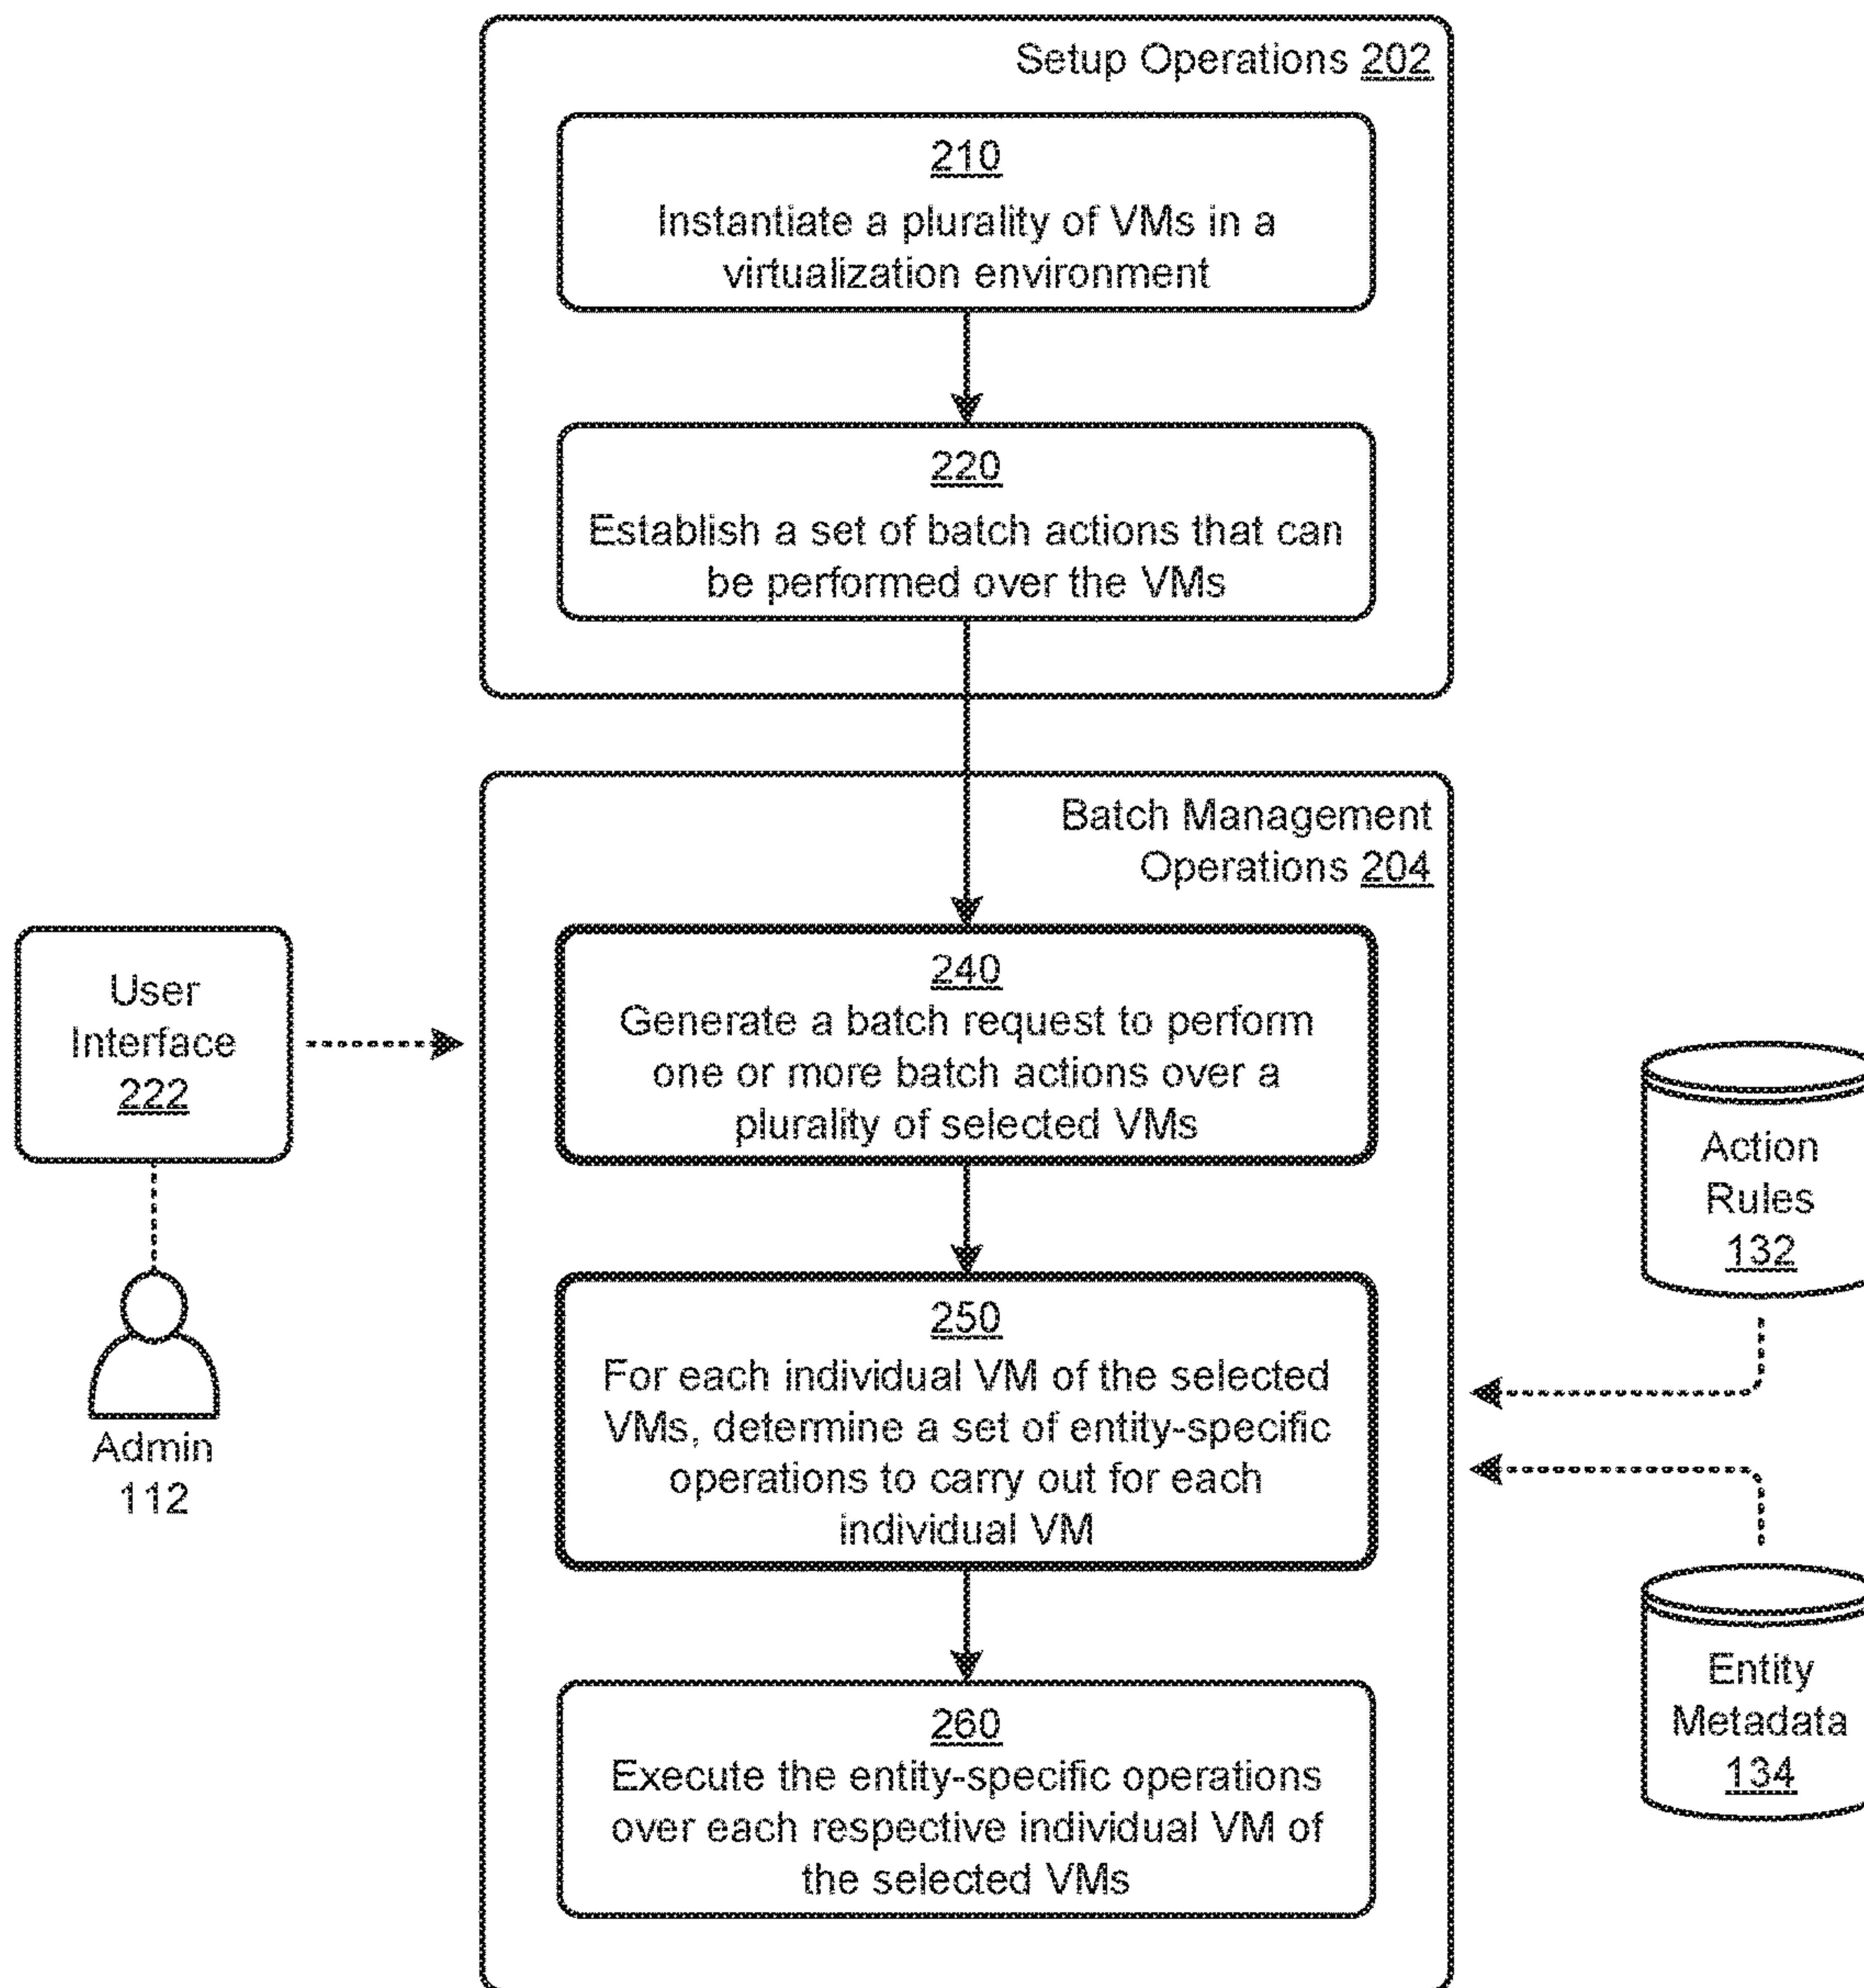 Setup Operations 202
210
Instantiate a plurality of VMs in a
virtualization environment
220
Establish a set of batch actions that can
be performed over the VMs
Batch Management
Operations 204
User
Interface
222
Admin
112
240
Generate a batch request to perform
one or more batch actions over a
plurality of selected VMs
250
For each individual VM of the selected
VMs, determine a set of entity-specific
operations to carry out for each
individual VM
260
Execute the entity-specific operations
over each respective individual VM of
the selected VMs
Action
Rules
132
Entity
Metadata
134